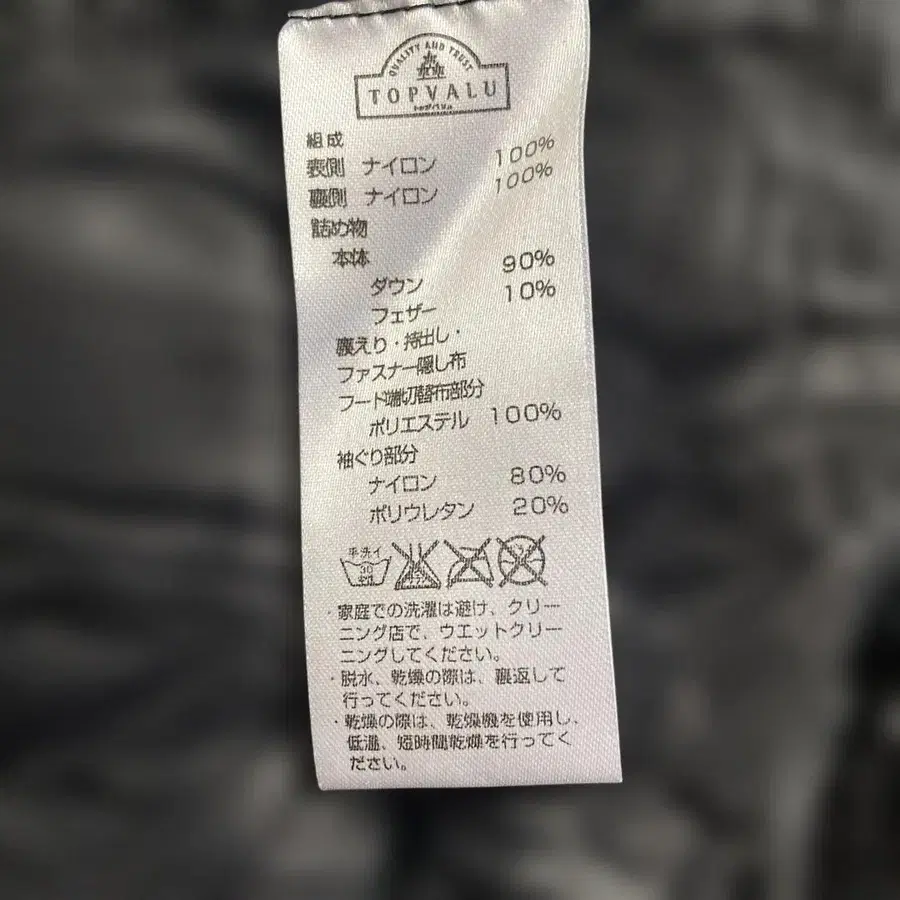 QUALITY AND TRUST
TOPVALU
トップバリュ
組成
表側 ナイロン 100%
裏側 ナイロン 100%
詰め物
本体
ダウン 90%
フェザー 10%
裏えり・持出し・
ファスナー隠し布
フード端切替布部分
ポリエステル 100%
袖ぐり部分
ナイロン 80%
ポリウレタン 20%
手洗イ
30
・家庭での洗濯は避け、クリー
ニング店で、ウエットクリー
ニングしてください。
・脱水、乾燥の際は、裏返して
行ってください。
・乾燥の際は、乾燥機を使用し、
低温、短時間乾燥を行ってく
ださい。